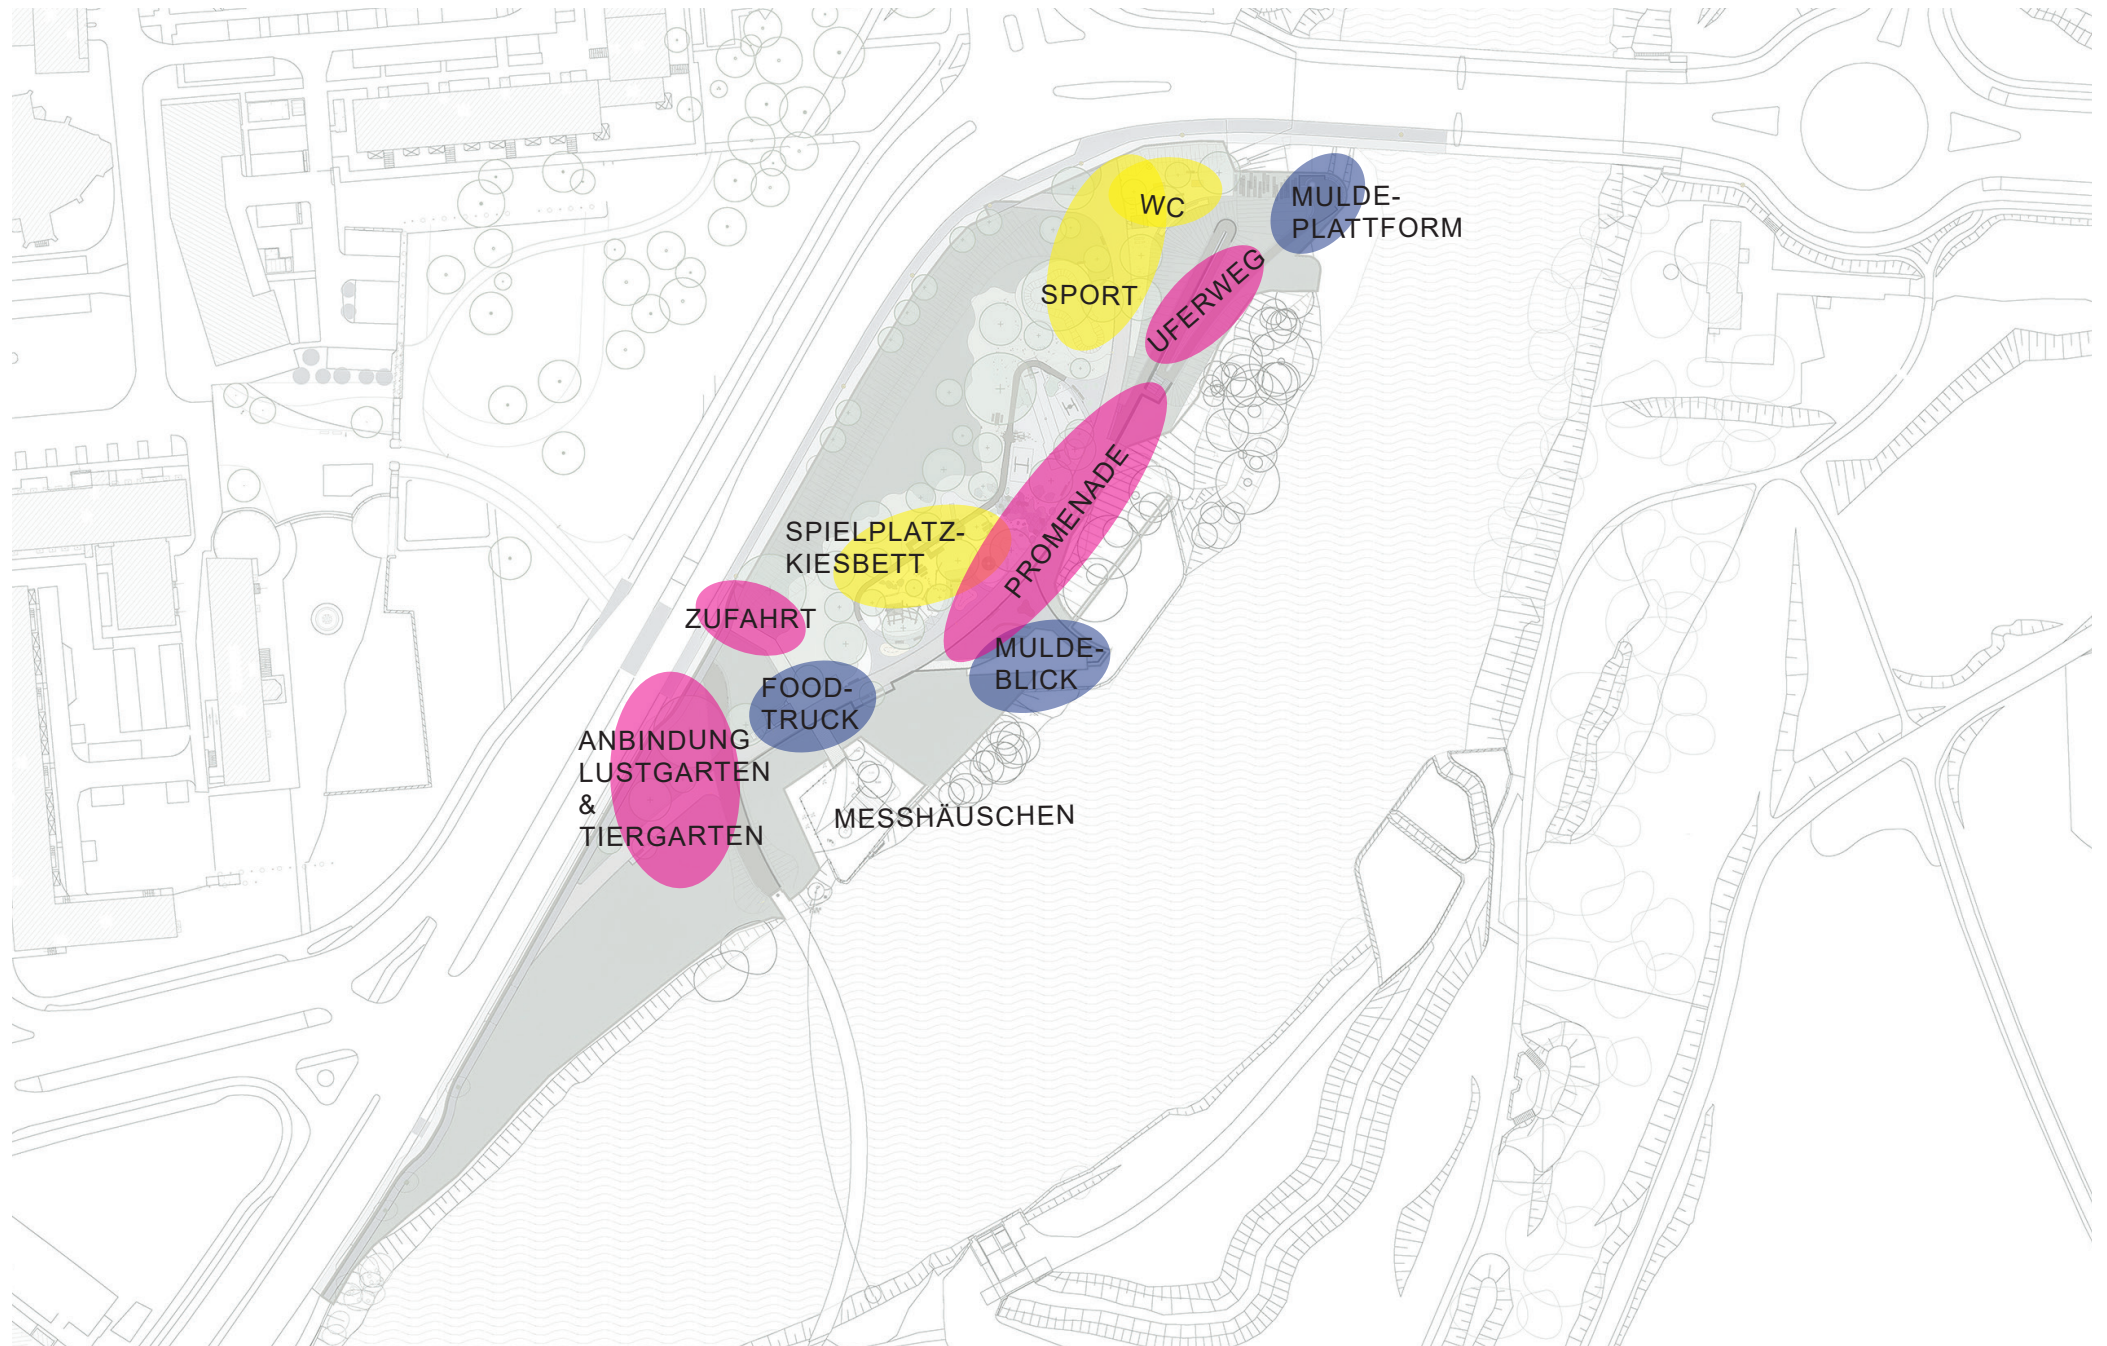 WC
MULDE-
PLATTFORM
SPORT
UFERWEG
PROMENADE
SPIELPLATZ-
KIESBETT
ZUFAHRT
MULDE-
BLICK
FOOD-
TRUCK
ANBINDUNG
LUSTGARTEN
&
TIERGARTEN
MESSHÄUSCHEN